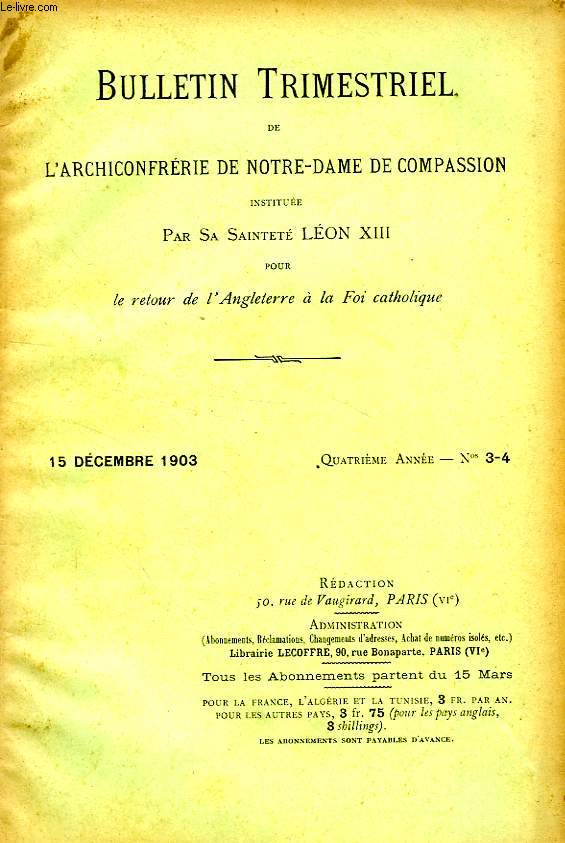 Le-livre.com
BULLETIN TRIMESTRIEL.
DE
L'ARCHICONFRÉRIE DE NOTRE-DAME DE COMPASSION
INSTITUÉE
PAR SA SAINTETÉ LÉON XIII
POUR
le retour de l'Angleterre à la Foi catholique
15 DÉCEMBRE 1903
QUATRIÈME ANNÉE — Nos 3-4
RÉDACTION
50, rue de Vaugirard, PARIS (VIe)
ADMINISTRATION
(Abonnements, Réclamations, Changements d'adresses, Achat de numéros isolés, etc.)
Librairie LECOFFRE, 90, rue Bonaparte. PARIS (VIe)
Tous les Abonnements partent du 15 Mars
POUR LA FRANCE, L'ALGÉRIE ET LA TUNISIE, 3 FR. PAR AN.
POUR LES AUTRES PAYS, 3 fr. 75 (pour les pays anglais,
3 shillings).
LES ABONNEMENTS SONT PAYABLES D'AVANCE.